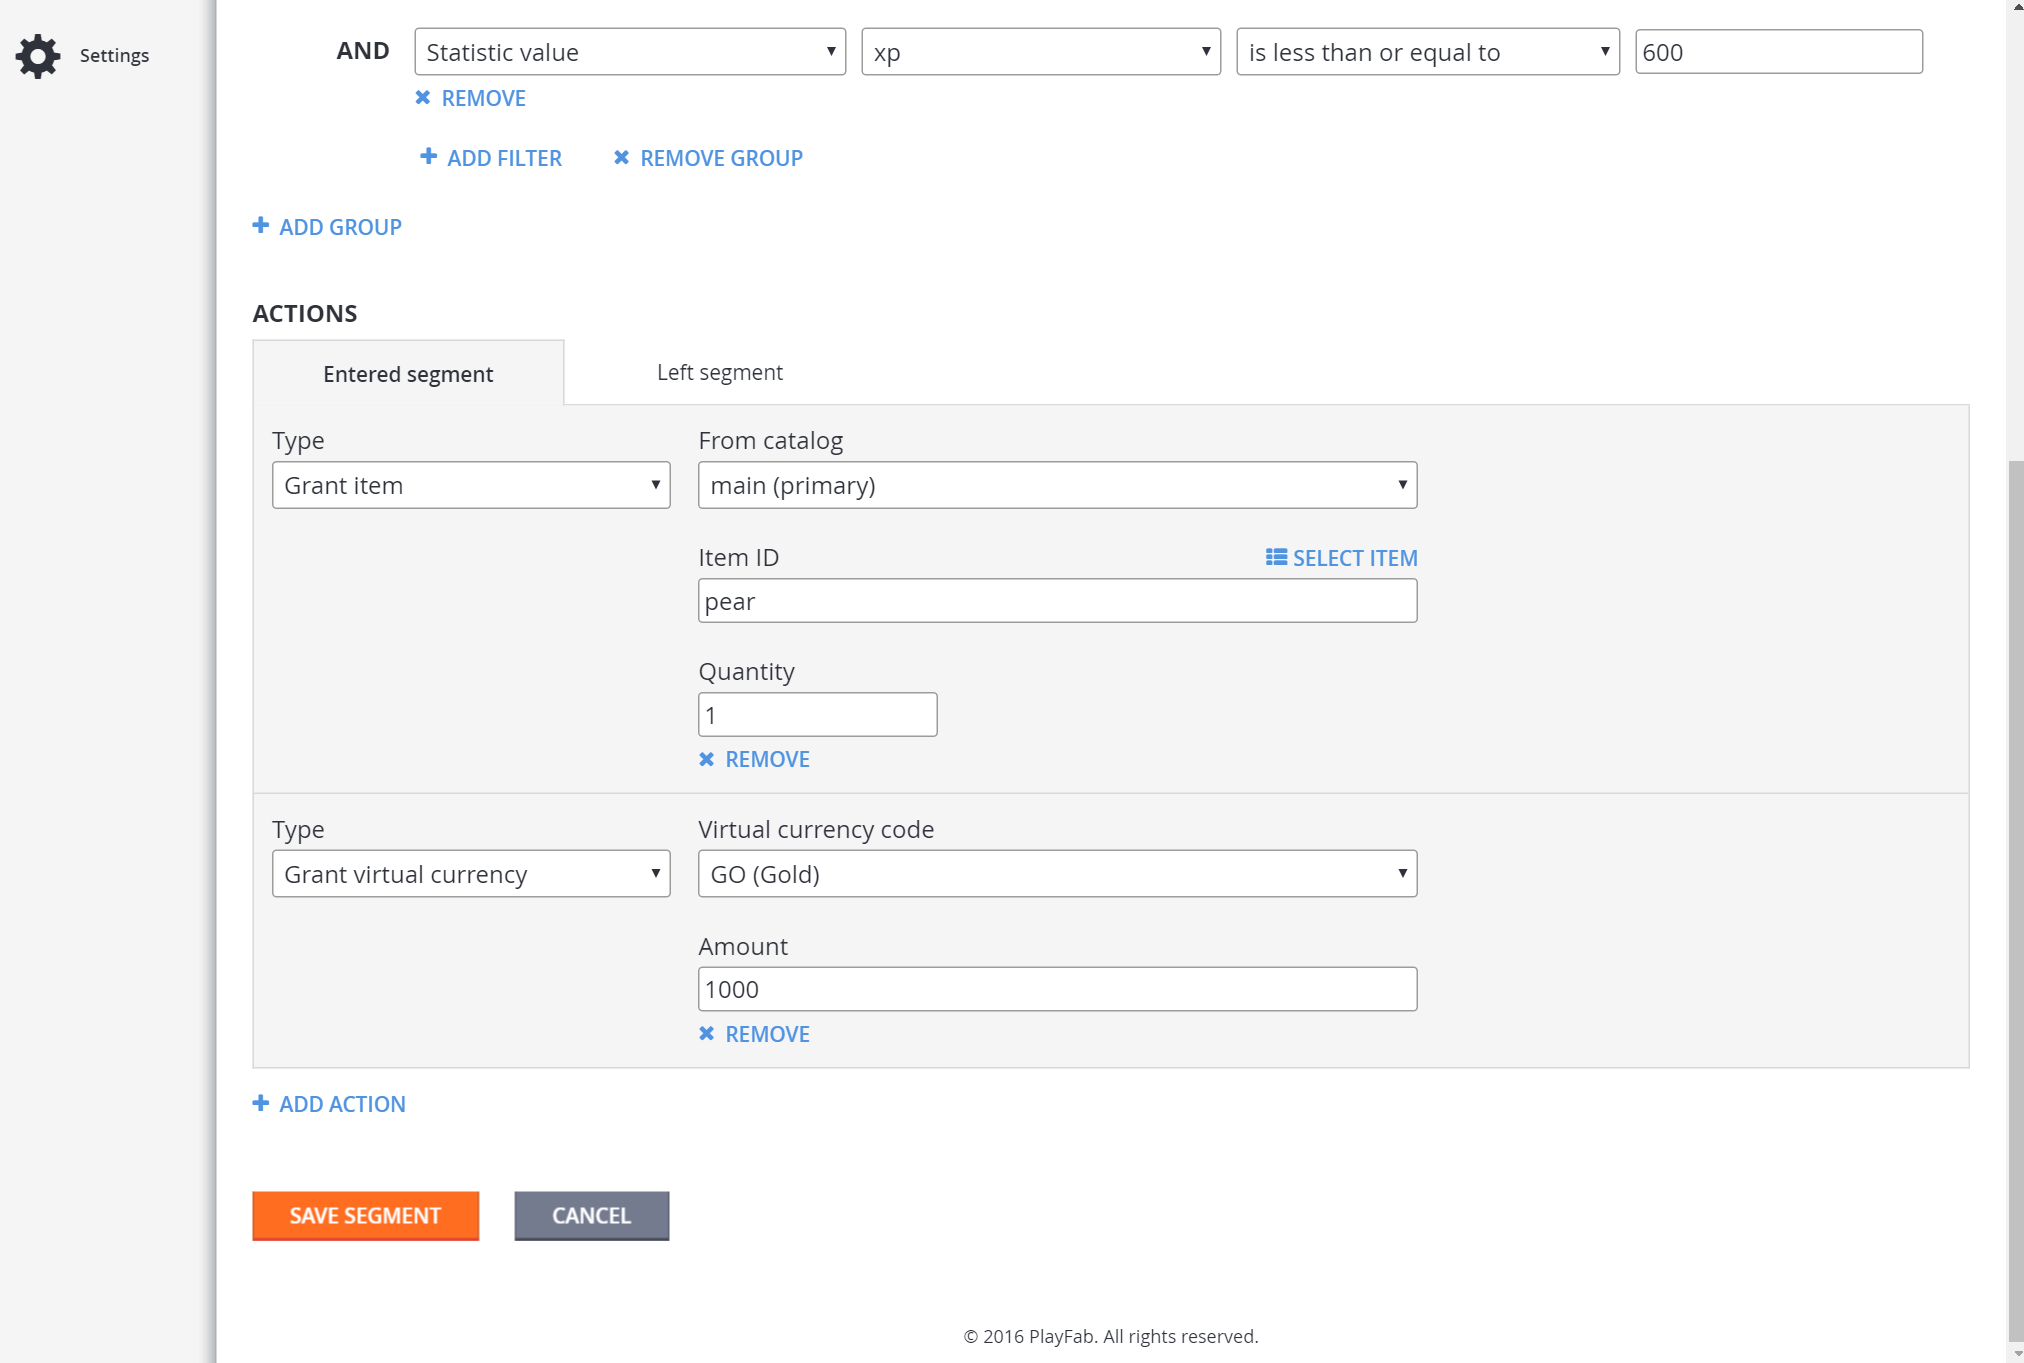 Settings
AND Statistic value xp is less than or equal to 600
REMOVE
ADD FILTER REMOVE GROUP
ADD GROUP
ACTIONS
Entered segment Left segment
Type From catalog
Grant item main (primary)
Item ID SELECT ITEM
pear
Quantity
1
REMOVE
Type Virtual currency code
Grant virtual currency GO (Gold)
Amount
1000
REMOVE
ADD ACTION
SAVE SEGMENT CANCEL
© 2016 PlayFab. All rights reserved.